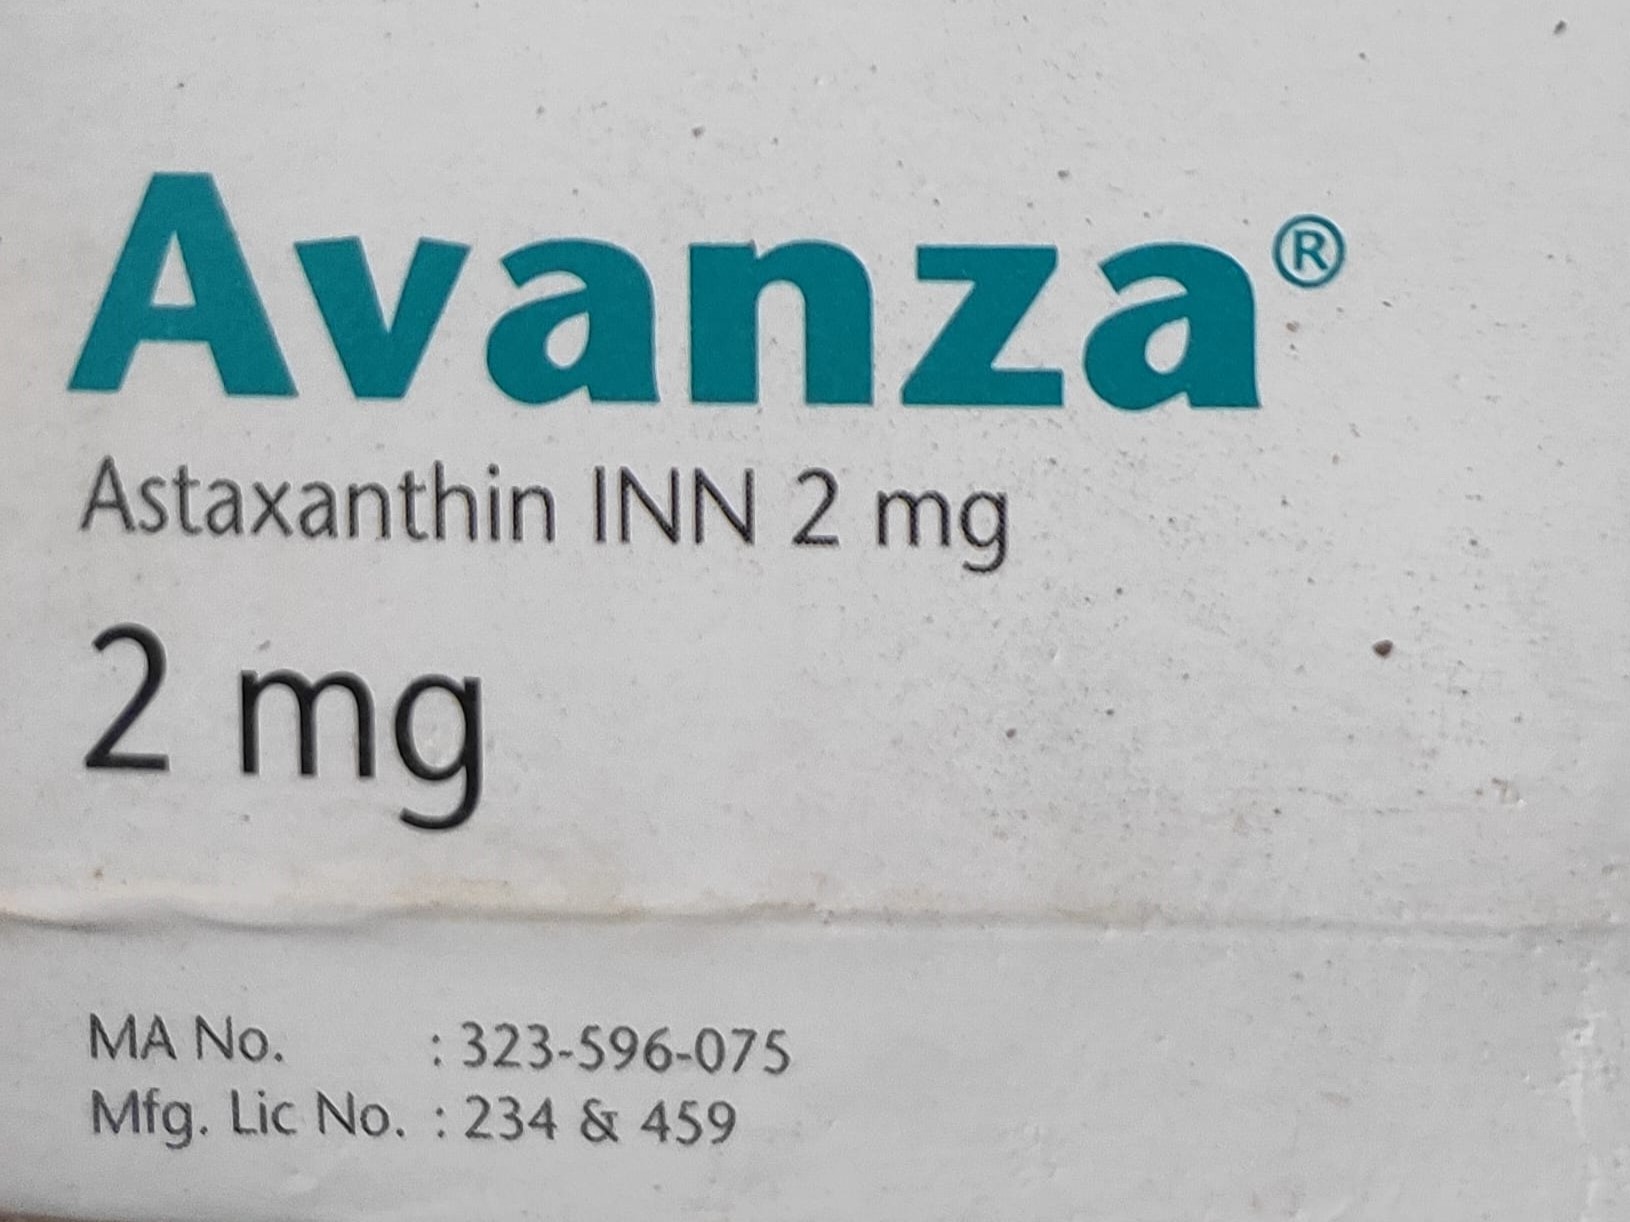 Avanza®
Astaxanthin INN 2 mg
2 mg
MA No. : 323-596-075
Mfg. Lic No. : 234 & 459